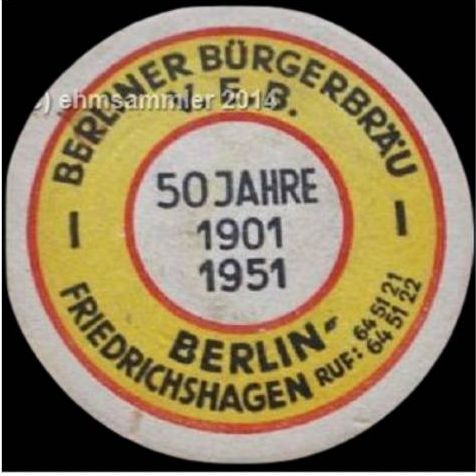 BERLINER BÜRGERBRÄU
V.E.B.
50 JAHRE
1901
1951
BERLIN-
FRIEDRICHSHAGEN RUF: 64 51 21
64 51 22
ehmsammler 2014